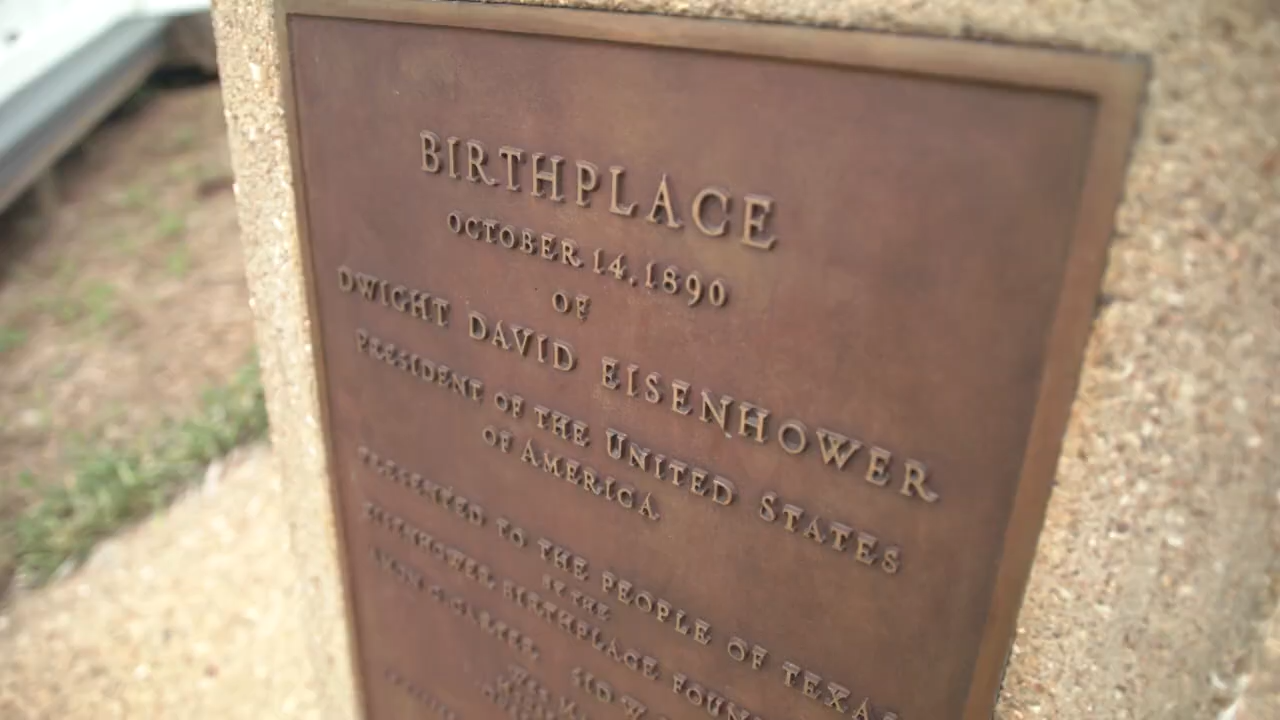 BIRTHPLACE
OCTOBER 14, 1890
OF
DWIGHT DAVID EISENHOWER
PRESIDENT OF THE UNITED STATES
OF AMERICA
PRESENTED TO THE PEOPLE OF TEXAS
BY THE
EISENHOWER BIRTHPLACE
SID W.